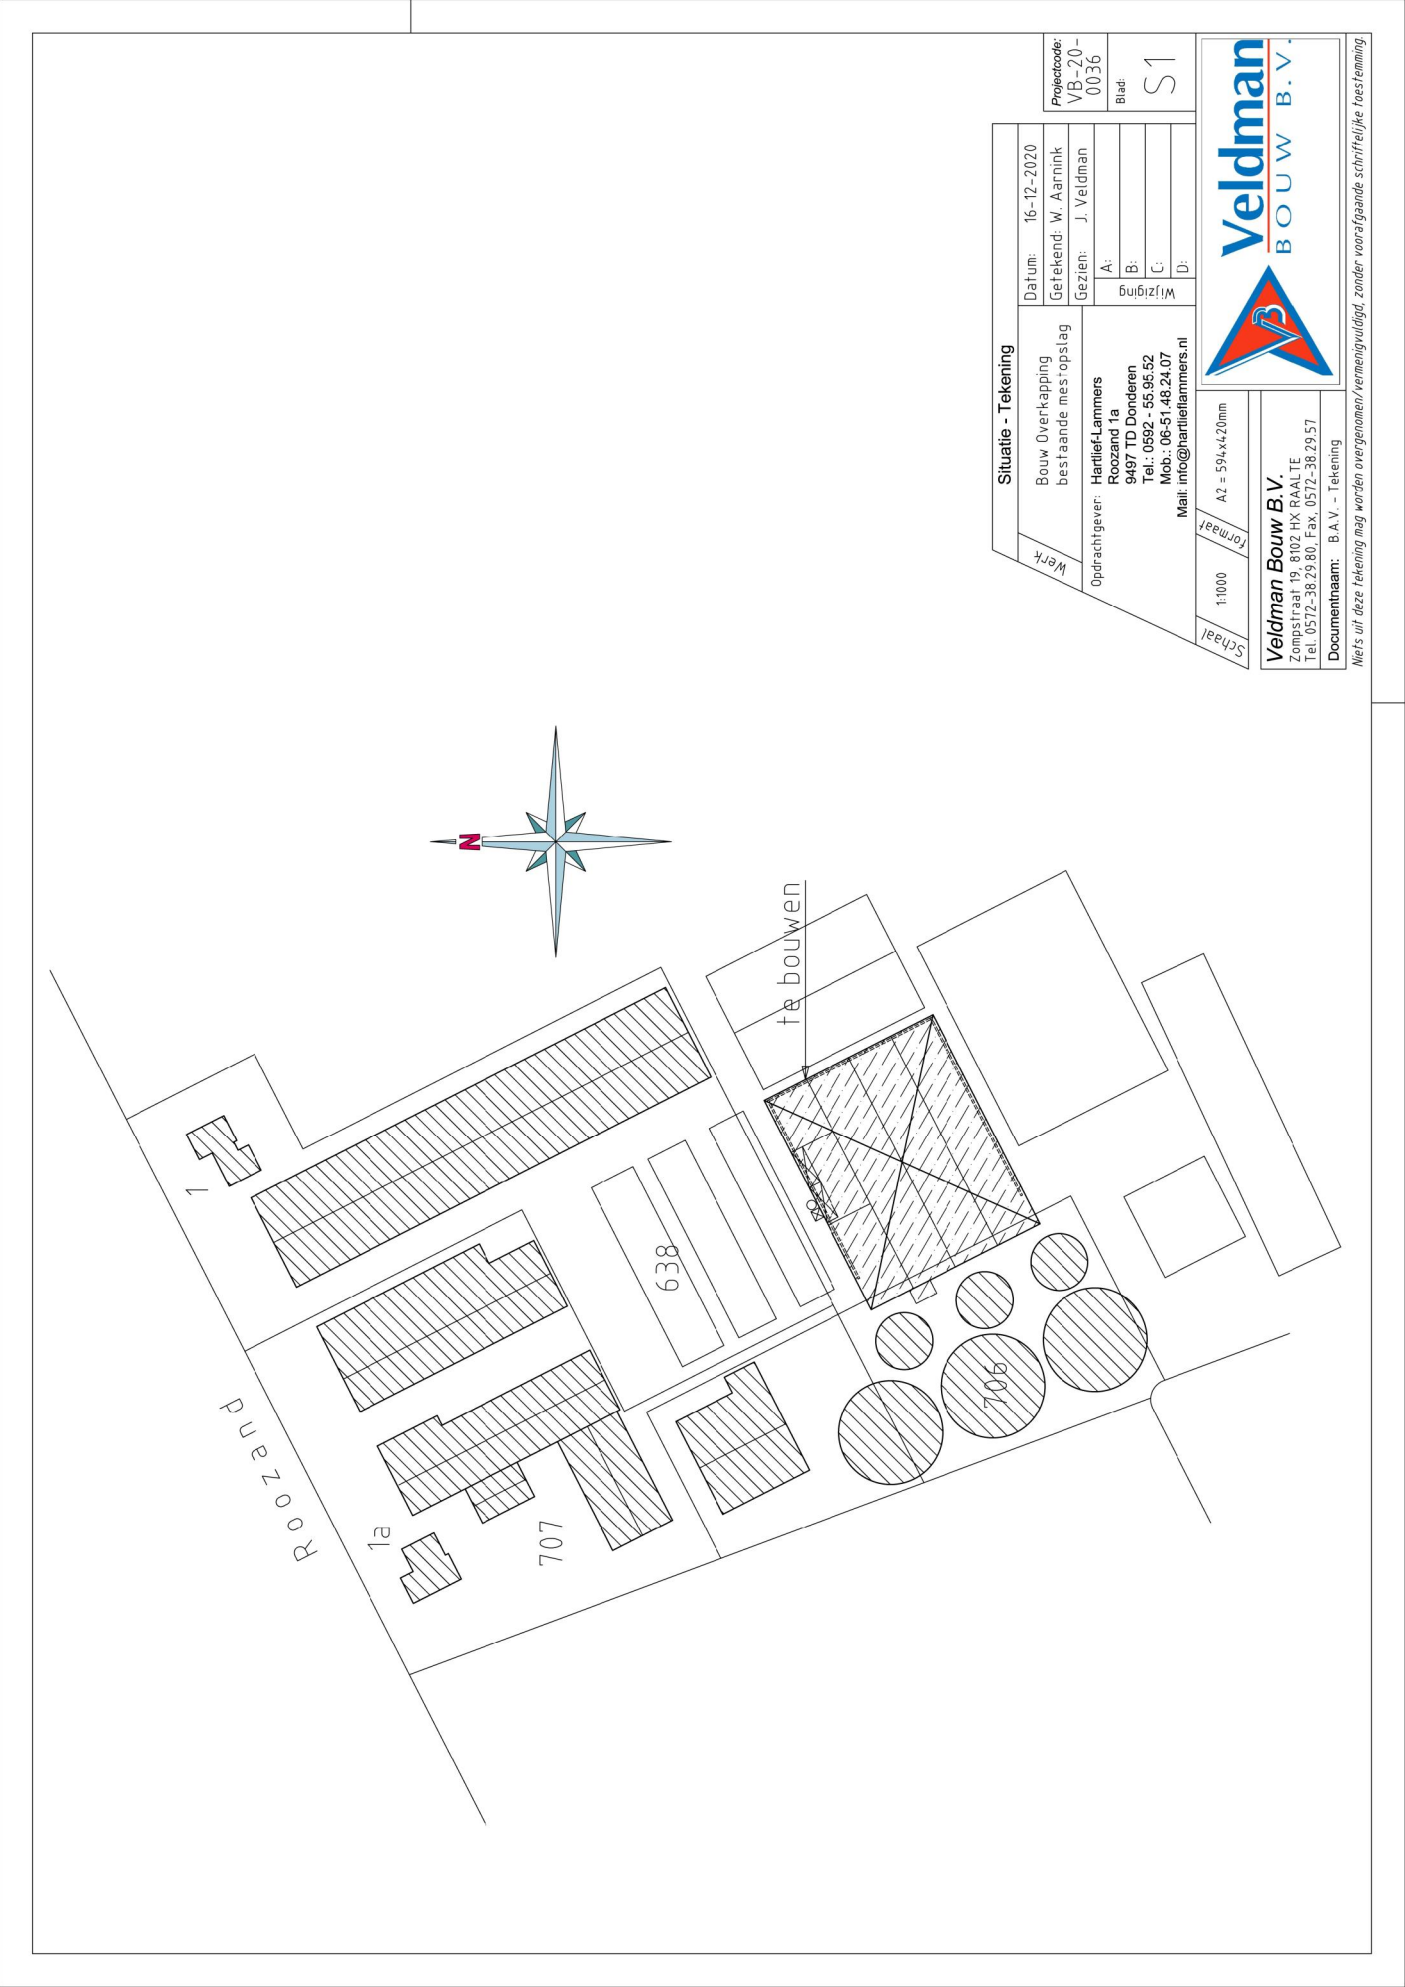 Projectcode:
VB-20-
0036
Blad:
S1
Situatie - Tekening
Werk
Bouw Overkapping
bestaande mestopslag
Datum: 16-12-2020
Getekend: W. Aarnink
Gezien: J. Veldman
Wijziging
A:
B:
C:
D:
Opdrachtgever: Hartlief-Lammers
Roozand 1a
9497 TD Donderen
Tel.: 0592 - 55.95.52
Mob.: 06-51.48.24.07
Mail: info@hartlieflammers.nl
Schaal
1:1000
formaat
A2 = 594x420mm
VB
Veldman
BOUW B.V.
Veldman Bouw B.V.
Zompstraat 19, 8102 HX RAALTE
Tel. 0572-38.29.80, Fax, 0572-38.29.57
Documentnaam: B.A.V. - Tekening
Niets uit deze tekening mag worden overgenomen/vermenigvuldigd, zonder voorafgaande schriftelijke toestemming.
N
te bouwen
1
638
Roozand
1a
707
706